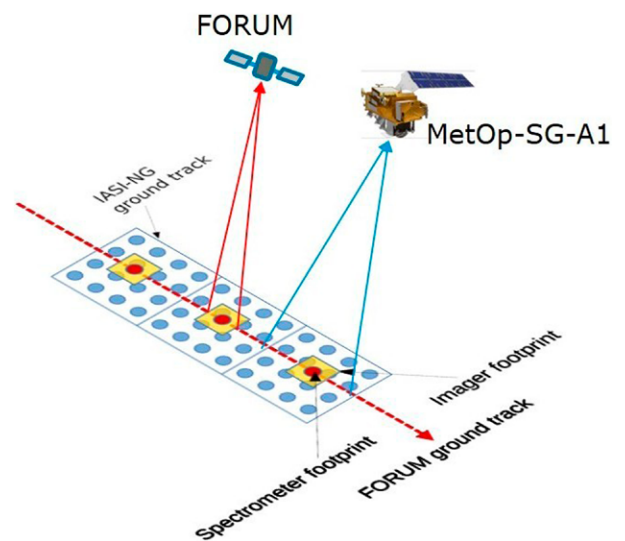 FORUM
MetOp-SG-A1
IASI-NG
ground track
Imager footprint
FORUM ground track
Spectrometer footprint